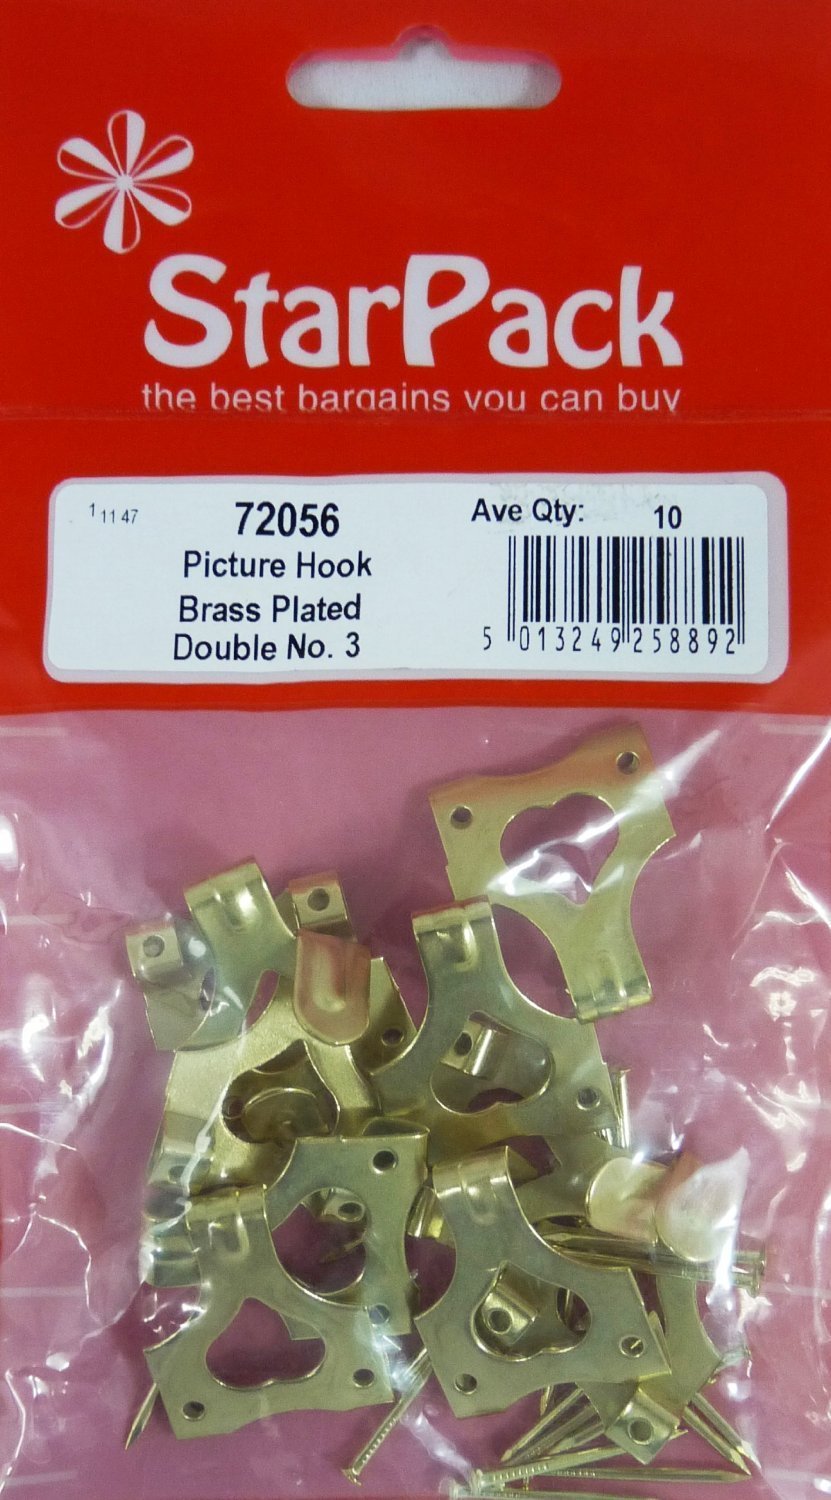 StarPack
the best bargains you can buy
1 11 47
72056
Picture Hook
Brass Plated
Double No. 3
Ave Qty: 10
5 013249 258892